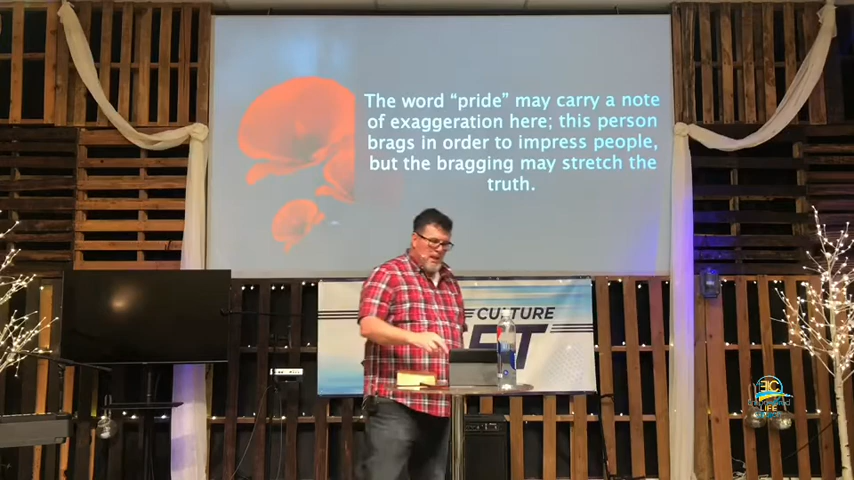 The word “pride” may carry a note
of exaggeration here; this person
brags in order to impress people,
but the bragging may stretch the
truth.
CULTURE
LIFE